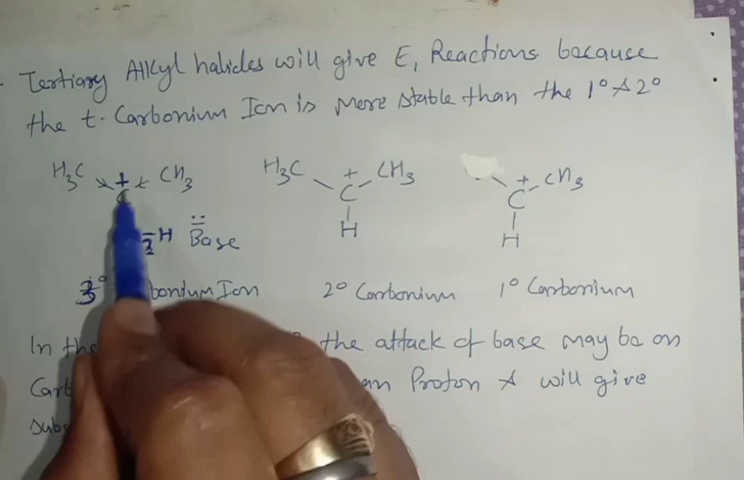 Tertiary Alkyl halides will give E1 Reactions because
the t-Carbonium Ion is More stable than the 1° & 2°
H3C + CH3 H3C + CH3 + CH3
C C C
H Base H H
3° Ion 2° Carbonium 1° Carbonium
In the the attack of base may be on
Proton & will give